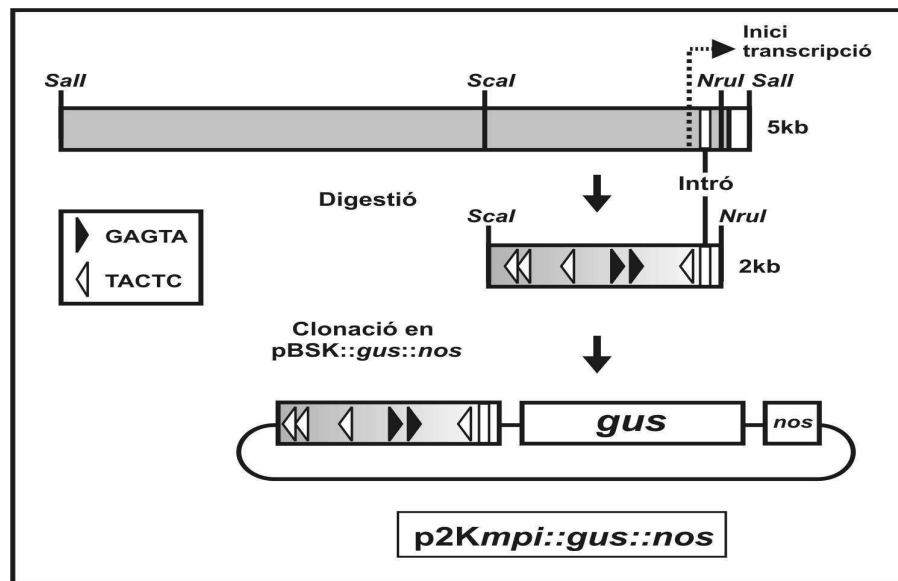 Inici
transcripció
SalI
ScaI
NruI
SalI
5kb
Digestió
Intró
ScaI
NruI
GAGTA
TACTC
2kb
Clonació en
pBSK::gus::nos
gus
nos
p2Kmpi::gus::nos